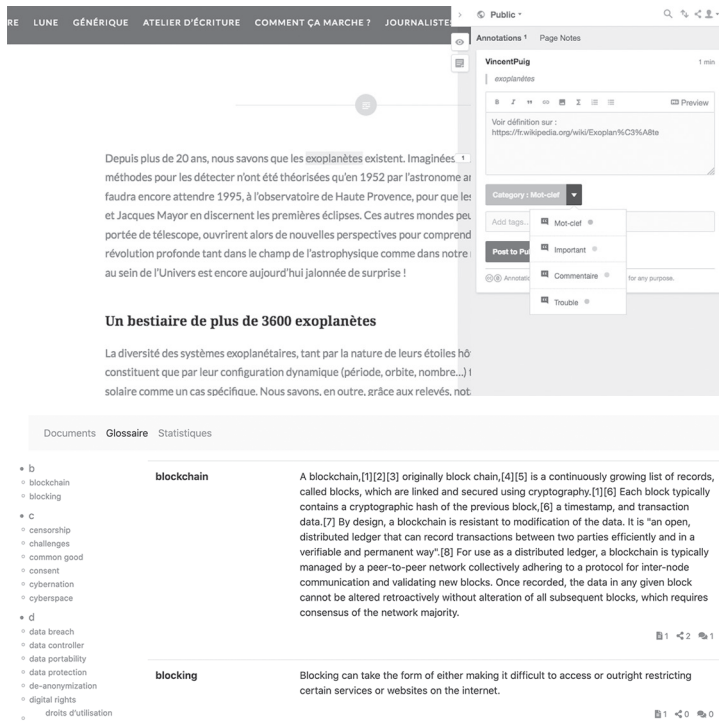 RE LUNE GÉNÉRIQUE ATELIER D'ÉCRITURE COMMENT ÇA MARCHE ? JOURNALISTE
Public
Annotations 1 Page Notes
VincentPuig 1 min
exoplanètes
B I Preview
Voir définition sur :
https://fr.wikipedia.org/wiki/Exoplan%C3%A8te
Category : Mot-clef
Add tags...
Mot-clef
Important
Commentaire
Trouble
Post to Pu
Annotatio for any purpose.
Depuis plus de 20 ans, nous savons que les exoplanètes existent. Imaginées 1
méthodes pour les détecter n'ont été théorisées qu'en 1952 par l'astronome a
faudra encore attendre 1995, à l'observatoire de Haute Provence, pour que les
et Jacques Mayor en discernent les premières éclipses. Ces autres mondes peu
portée de télescope, ouvrirent alors de nouvelles perspectives pour comprend
révolution profonde tant dans le champ de l'astrophysique comme dans notre
au sein de l'Univers est encore aujourd'hui jalonnée de surprise !
Un bestiaire de plus de 3600 exoplanètes
La diversité des systèmes exoplanétaires, tant par la nature de leurs étoiles hô
constituent que par leur configuration dynamique (période, orbite, nombre...) t
solaire comme un cas spécifique. Nous savons, en outre, grâce aux relevés, not
Documents Glossaire Statistiques
b
blockchain
blocking
c
censorship
challenges
common good
consent
cybernation
cyberspace
d
data breach
data controller
data portability
data protection
de-anonymization
digital rights
droits d'utilisation
blockchain
A blockchain,[1][2][3] originally block chain,[4][5] is a continuously growing list of records,
called blocks, which are linked and secured using cryptography.[1][6] Each block typically
contains a cryptographic hash of the previous block,[6] a timestamp, and transaction
data.[7] By design, a blockchain is resistant to modification of the data. It is "an open,
distributed ledger that can record transactions between two parties efficiently and in a
verifiable and permanent way".[8] For use as a distributed ledger, a blockchain is typically
managed by a peer-to-peer network collectively adhering to a protocol for inter-node
communication and validating new blocks. Once recorded, the data in any given block
cannot be altered retroactively without alteration of all subsequent blocks, which requires
consensus of the network majority.
1 2 1
blocking
Blocking can take the form of either making it difficult to access or outright restricting
certain services or websites on the internet.
1 0 0